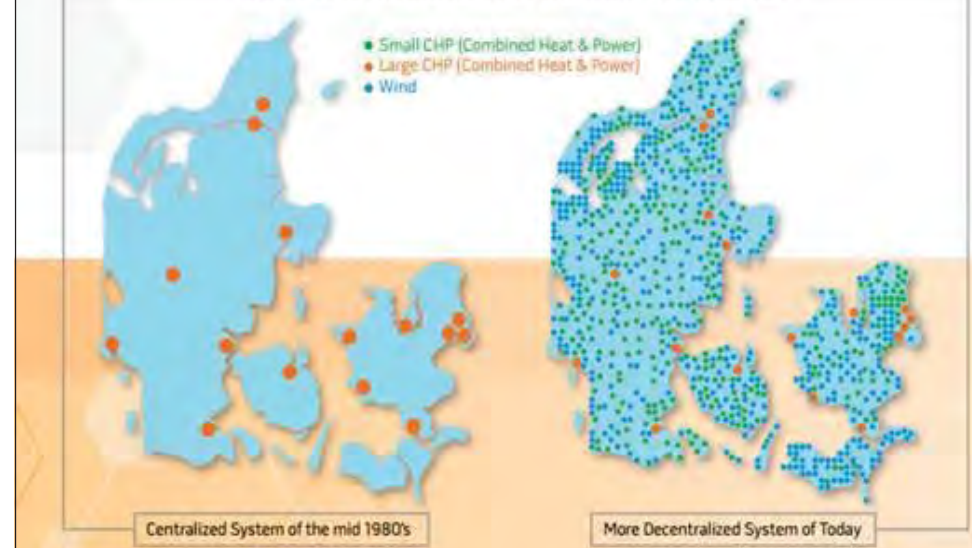 Small CHP (Combined Heat & Power)
Large CHP (Combined Heat & Power)
Wind
Centralized System of the mid 1980's
More Decentralized System of Today